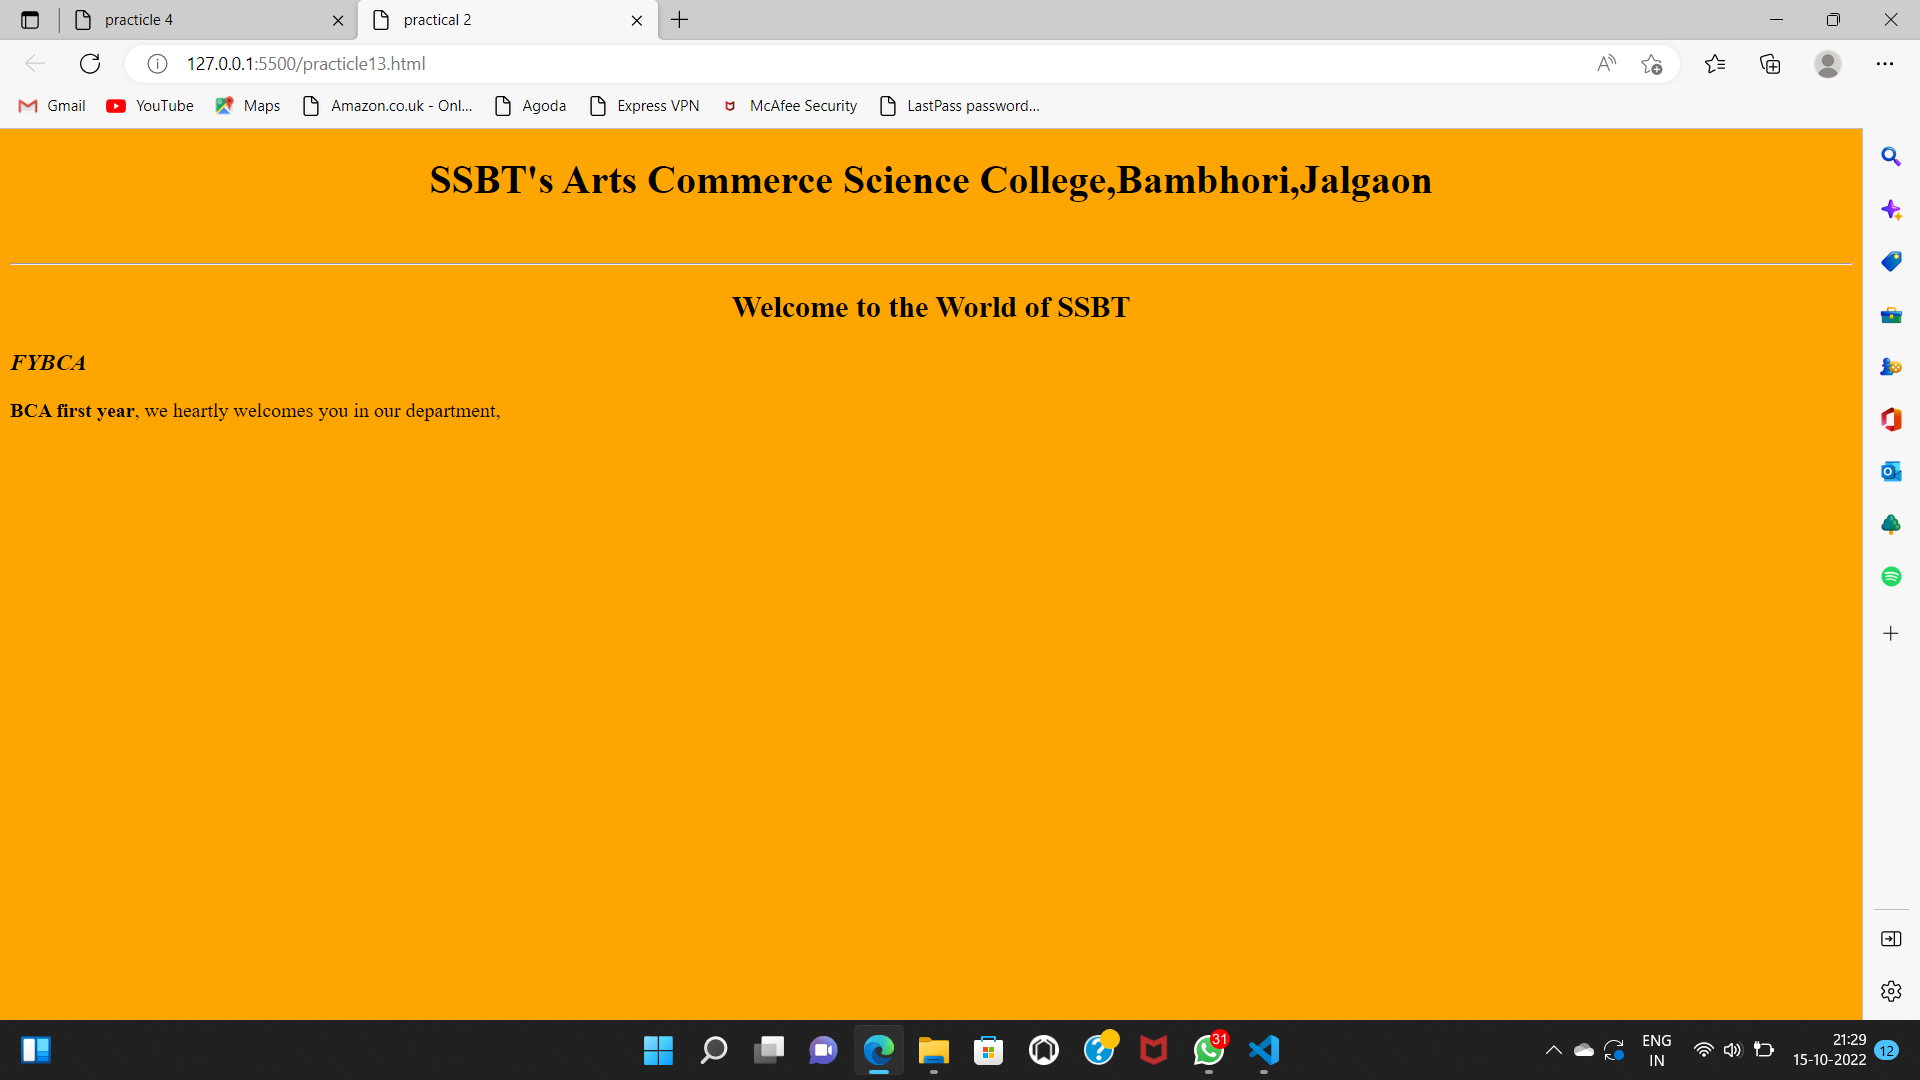 practicle 4
practical 2
127.0.0.1:5500/practicle13.html
Gmail YouTube Maps Amazon.co.uk - Onl... Agoda Express VPN McAfee Security LastPass password...
SSBT's Arts Commerce Science College,Bambhori,Jalgaon
Welcome to the World of SSBT
FYBCA
BCA first year, we heartly welcomes you in our department,
31
ENG
IN
21:29
15-10-2022
12